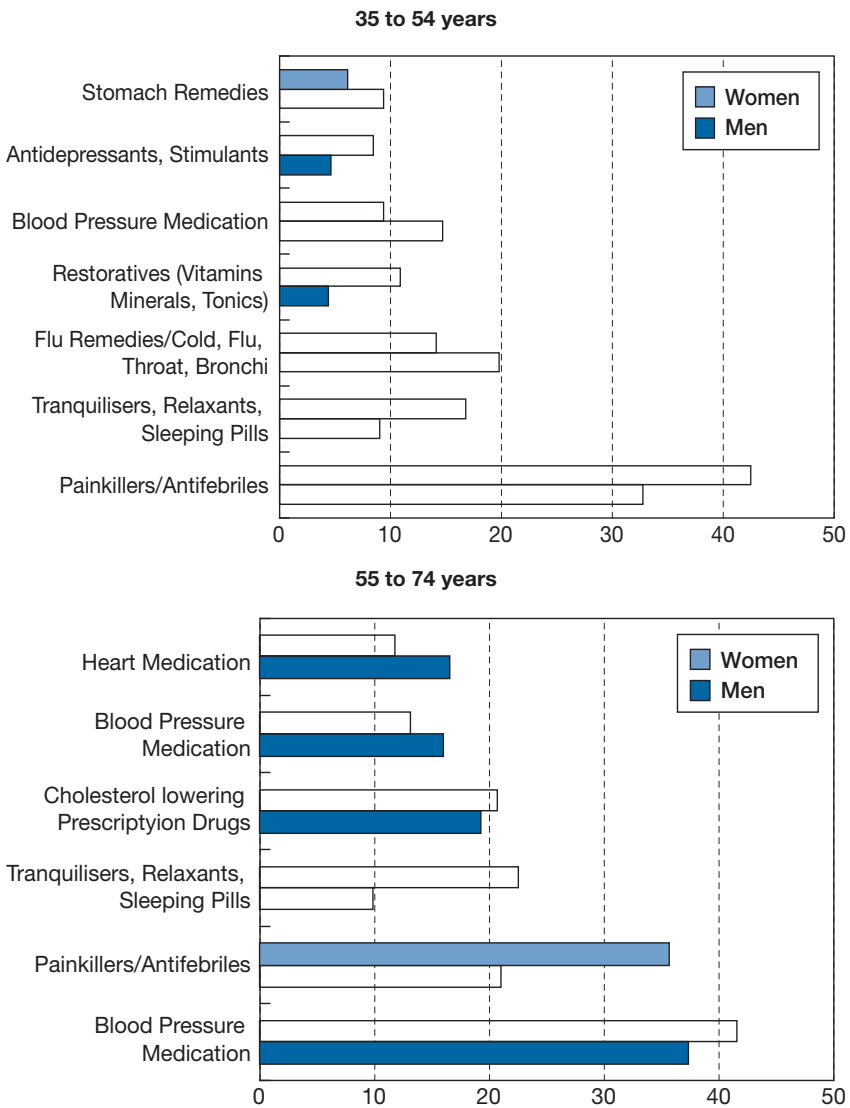 35 to 54 years
Women
Men
Stomach Remedies
Antidepressants, Stimulants
Blood Pressure Medication
Restoratives (Vitamins
Minerals, Tonics)
Flu Remedies/Cold, Flu,
Throat, Bronchi
Tranquilisers, Relaxants,
Sleeping Pills
Painkillers/Antifebriles
0 10 20 30 40 50
55 to 74 years
Women
Men
Heart Medication
Blood Pressure
Medication
Cholesterol lowering
Prescriptyion Drugs
Tranquilisers, Relaxants,
Sleeping Pills
Painkillers/Antifebriles
Blood Pressure
Medication
0 10 20 30 40 50